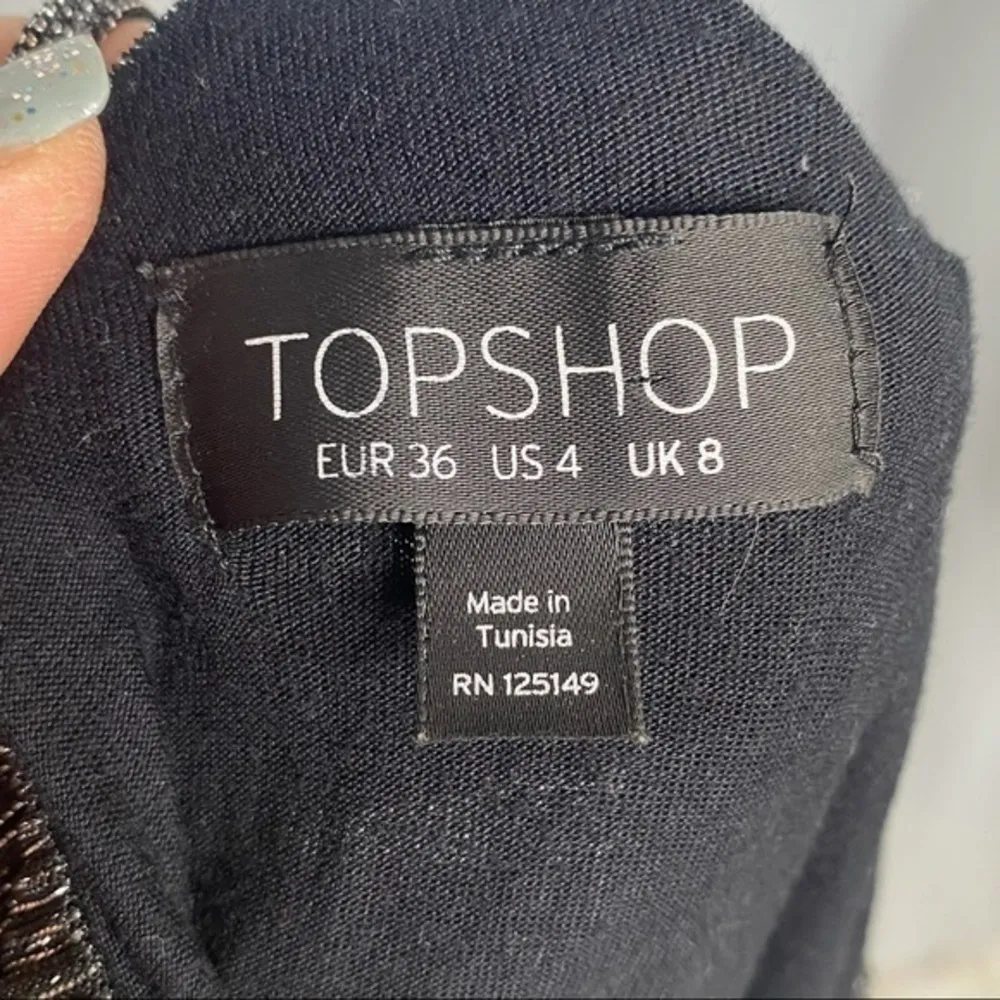 TOPSHOP
EUR 36 US 4 UK 8
Made in
Tunisia
RN 125149